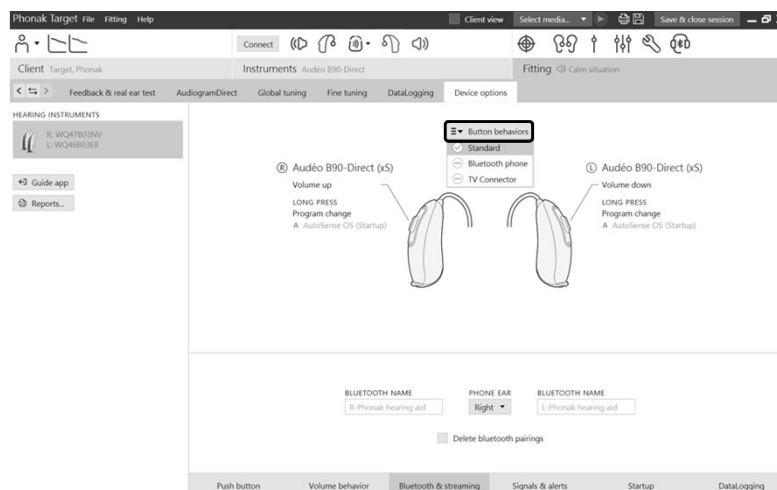 Phonak Target File Fitting Help
Client view Select media... Save & close session
Connect
Client Target, Phonak Instruments Audéo B90-Direct Fitting Calm situation
Feedback & real ear test AudiogramDirect Global tuning Fine tuning DataLogging Device options
HEARING INSTRUMENTS
R: WQ47B03NV
L: WQ46B03E8
Guide app
Reports...
Button behaviors
Standard
Bluetooth phone
TV Connector
R Audéo B90-Direct (xS)
Volume up
LONG PRESS
Program change
A AutoSense OS (Startup)
L Audéo B90-Direct (xS)
Volume down
LONG PRESS
Program change
A AutoSense OS (Startup)
BLUETOOTH NAME PHONE EAR BLUETOOTH NAME
R-Phonak hearing aid Right L-Phonak hearing aid
Delete bluetooth pairings
Push button Volume behavior Bluetooth & streaming Signals & alerts Startup DataLogging